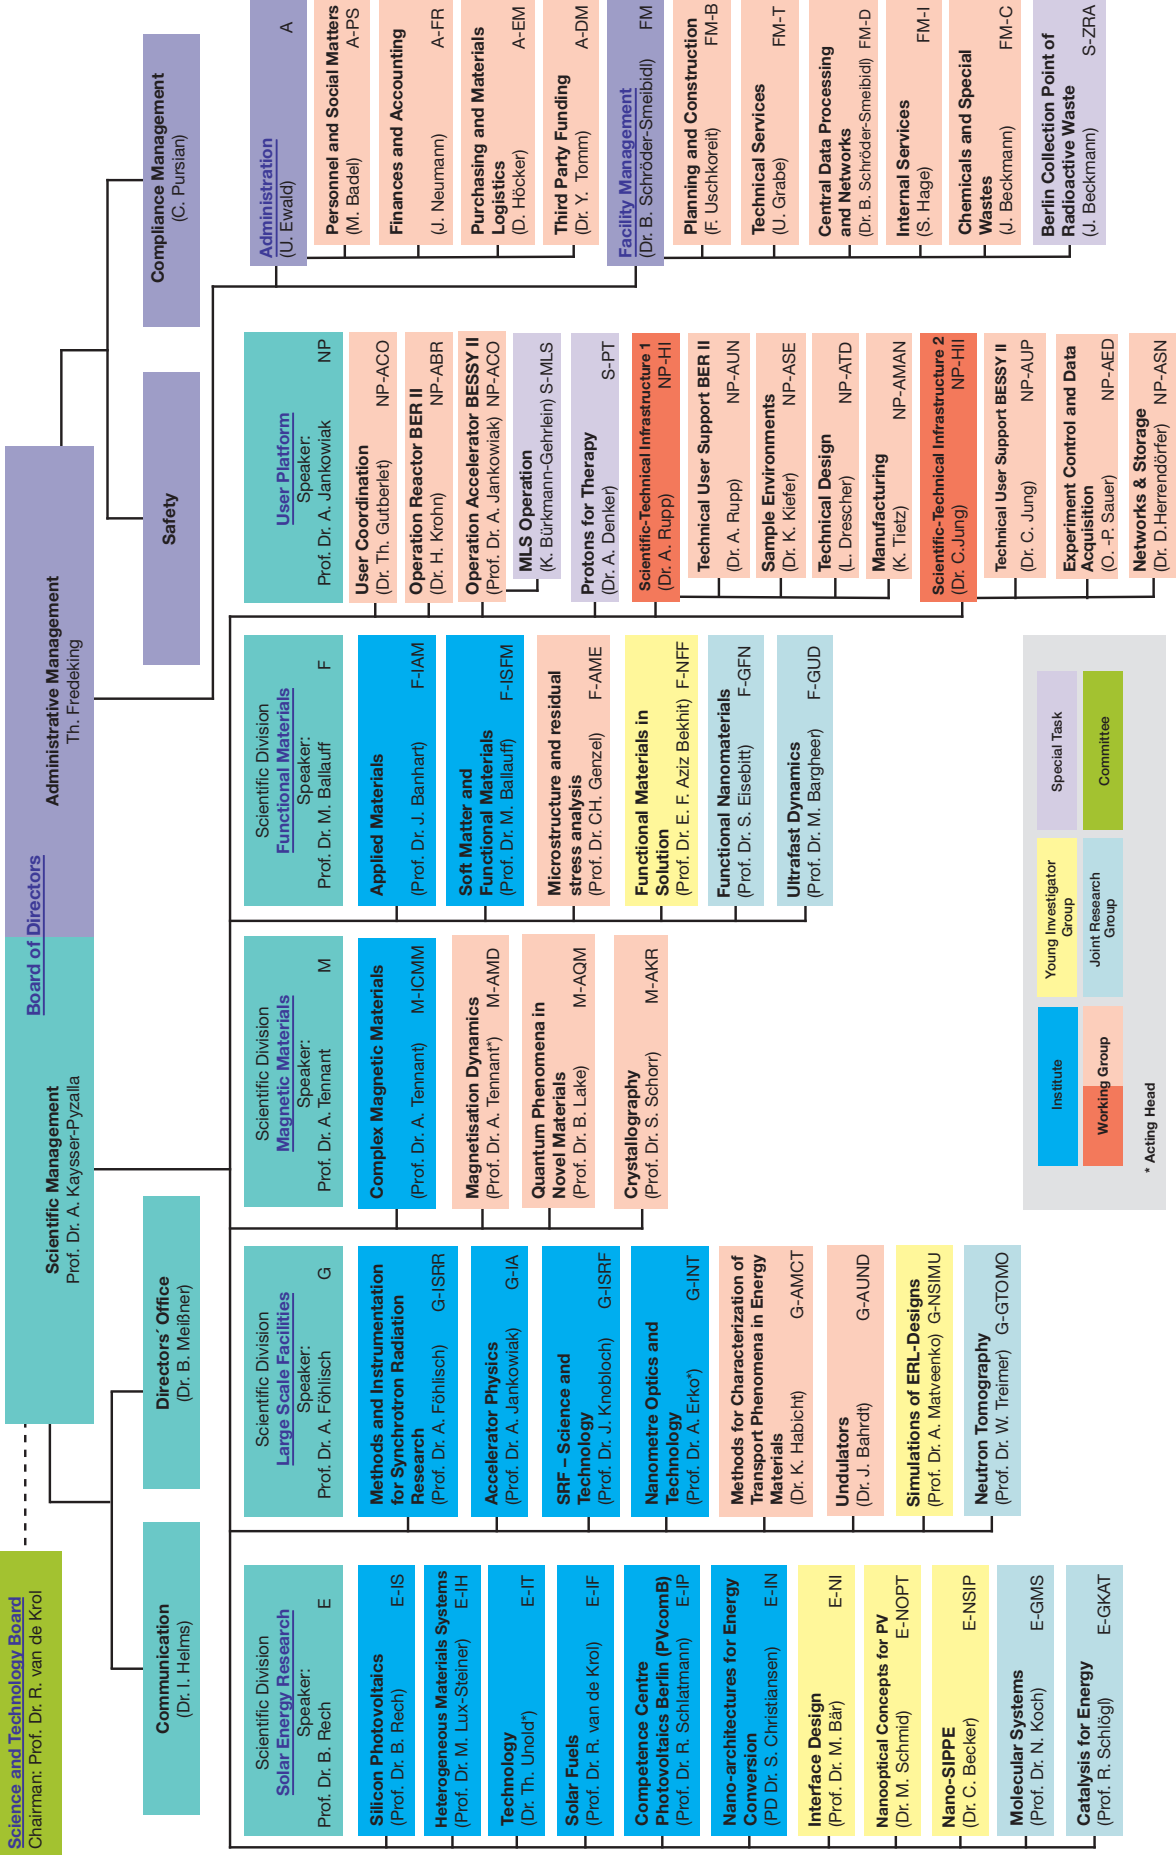 Science and Technology Board
Chairman: Prof. Dr. R. van de Krol
Board of Directors
Scientific Management
Prof. Dr. A. Kaysser-Pyzalla
Administrative Management
Th. Fredeking
Communication
(Dr. I. Helms)
Directors´ Office
(Dr. B. Meißner)
Safety
Compliance Management
(C. Pursian)
Scientific Division
Solar Energy Research
Speaker:
Prof. Dr. B. Rech E
Silicon Photovoltaics
(Prof. Dr. B. Rech) E-IS
Heterogeneous Materials Systems
(Prof. Dr. M. Lux-Steiner) E-IH
Technology
(Dr. Th. Unold*) E-IT
Solar Fuels
(Prof. Dr. R. van de Krol) E-IF
Competence Centre
Photovoltaics Berlin (PVcomB)
(Prof. Dr. R. Schlatmann) E-IP
Nano-architectures for Energy
Conversion
(PD Dr. S. Christiansen) E-IN
Interface Design
(Prof. Dr. M. Bär) E-NI
Nanooptical Concepts for PV
(Dr. M. Schmid) E-NOPT
Nano-SIPPE
(Dr. C. Becker) E-NSIP
Molecular Systems
(Prof. Dr. N. Koch) E-GMS
Catalysis for Energy
(Prof. R. Schlögl) E-GKAT
Scientific Division
Large Scale Facilities
Speaker:
Prof. Dr. A. Föhlisch G
Methods and Instrumentation
for Synchrotron Radiation
Research
(Prof. Dr. A. Föhlisch) G-ISRR
Accelerator Physics
(Prof. Dr. A. Jankowiak) G-IA
SRF – Science and
Technology
(Prof. Dr. J. Knobloch) G-ISRF
Nanometre Optics and
Technology
(Prof. Dr. A. Erko*) G-INT
Methods for Characterization of
Transport Phenomena in Energy
Materials
(Dr. K. Habicht) G-AMCT
Undulators
(Dr. J. Bahrdt) G-AUND
Simulations of ERL-Designs
(Prof. Dr. A. Matveenko) G-NSIMU
Neutron Tomography
(Prof. Dr. W. Treimer) G-GTOMO
Scientific Division
Magnetic Materials
Speaker:
Prof. Dr. A. Tennant M
Complex Magnetic Materials
(Prof. Dr. A. Tennant) M-ICMM
Magnetisation Dynamics
(Prof. Dr. A. Tennant*) M-AMD
Quantum Phenomena in
Novel Materials
(Prof. Dr. B. Lake) M-AQM
Crystallography
(Prof. Dr. S. Schorr) M-AKR
Scientific Division
Functional Materials
Speaker:
Prof. Dr. M. Ballauff F
Applied Materials
(Prof. Dr. J. Banhart) F-IAM
Soft Matter and
Functional Materials
(Prof. Dr. M. Ballauff) F-ISFM
Microstructure and residual
stress analysis
(Prof. Dr. CH. Genzel) F-AME
Functional Materials in
Solution
(Prof. Dr. E. F. Aziz Bekhit) F-NFF
Functional Nanomaterials
(Prof. Dr. S. Eisebitt) F-GFN
Ultrafast Dynamics
(Prof. Dr. M. Bargheer) F-GUD
User Platform
Speaker:
Prof. Dr. A. Jankowiak NP
User Coordination
(Dr. Th. Gutberlet) NP-ACO
Operation Reactor BER II
(Dr. H. Krohn) NP-ABR
Operation Accelerator BESSY II
(Prof. Dr. A. Jankowiak) NP-ACO
MLS Operation
(K. Bürkmann-Gehrlein) S-MLS
Protons for Therapy
(Dr. A. Denker) S-PT
Scientific-Technical Infrastructure 1
(Dr. A. Rupp) NP-HI
Technical User Support BER II
(Dr. A. Rupp) NP-AUN
Sample Environments
(Dr. K. Kiefer) NP-ASE
Technical Design
(L. Drescher) NP-ATD
Manufacturing
(K. Tietz) NP-AMAN
Scientific-Technical Infrastructure 2
(Dr. C.Jung) NP-HII
Technical User Support BESSY II
(Dr. C. Jung) NP-AUP
Experiment Control and Data
Acquisition
(O. -P. Sauer) NP-AED
Networks & Storage
(Dr. D.Herrendörfer) NP-ASN
Administration
(U. Ewald) A
Personnel and Social Matters
(M. Badel) A-PS
Finances and Accounting
(J. Neumann) A-FR
Purchasing and Materials
Logistics
(D. Höcker) A-EM
Third Party Funding
(Dr. Y. Tomm) A-DM
Facility Management
(Dr. B. Schröder-Smeibidl) FM
Planning and Construction
(F. Uschkoreit) FM-B
Technical Services
(U. Grabe) FM-T
Central Data Processing
and Networks
(Dr. B. Schröder-Smeibidl) FM-D
Internal Services
(S. Hage) FM-I
Chemicals and Special
Wastes
(J. Beckmann) FM-C
Berlin Collection Point of
Radioactive Waste
(J. Beckmann) S-ZRA
Institute
Young Investigator
Group
Special Task
Working Group
Joint Research
Group
Committee
* Acting Head